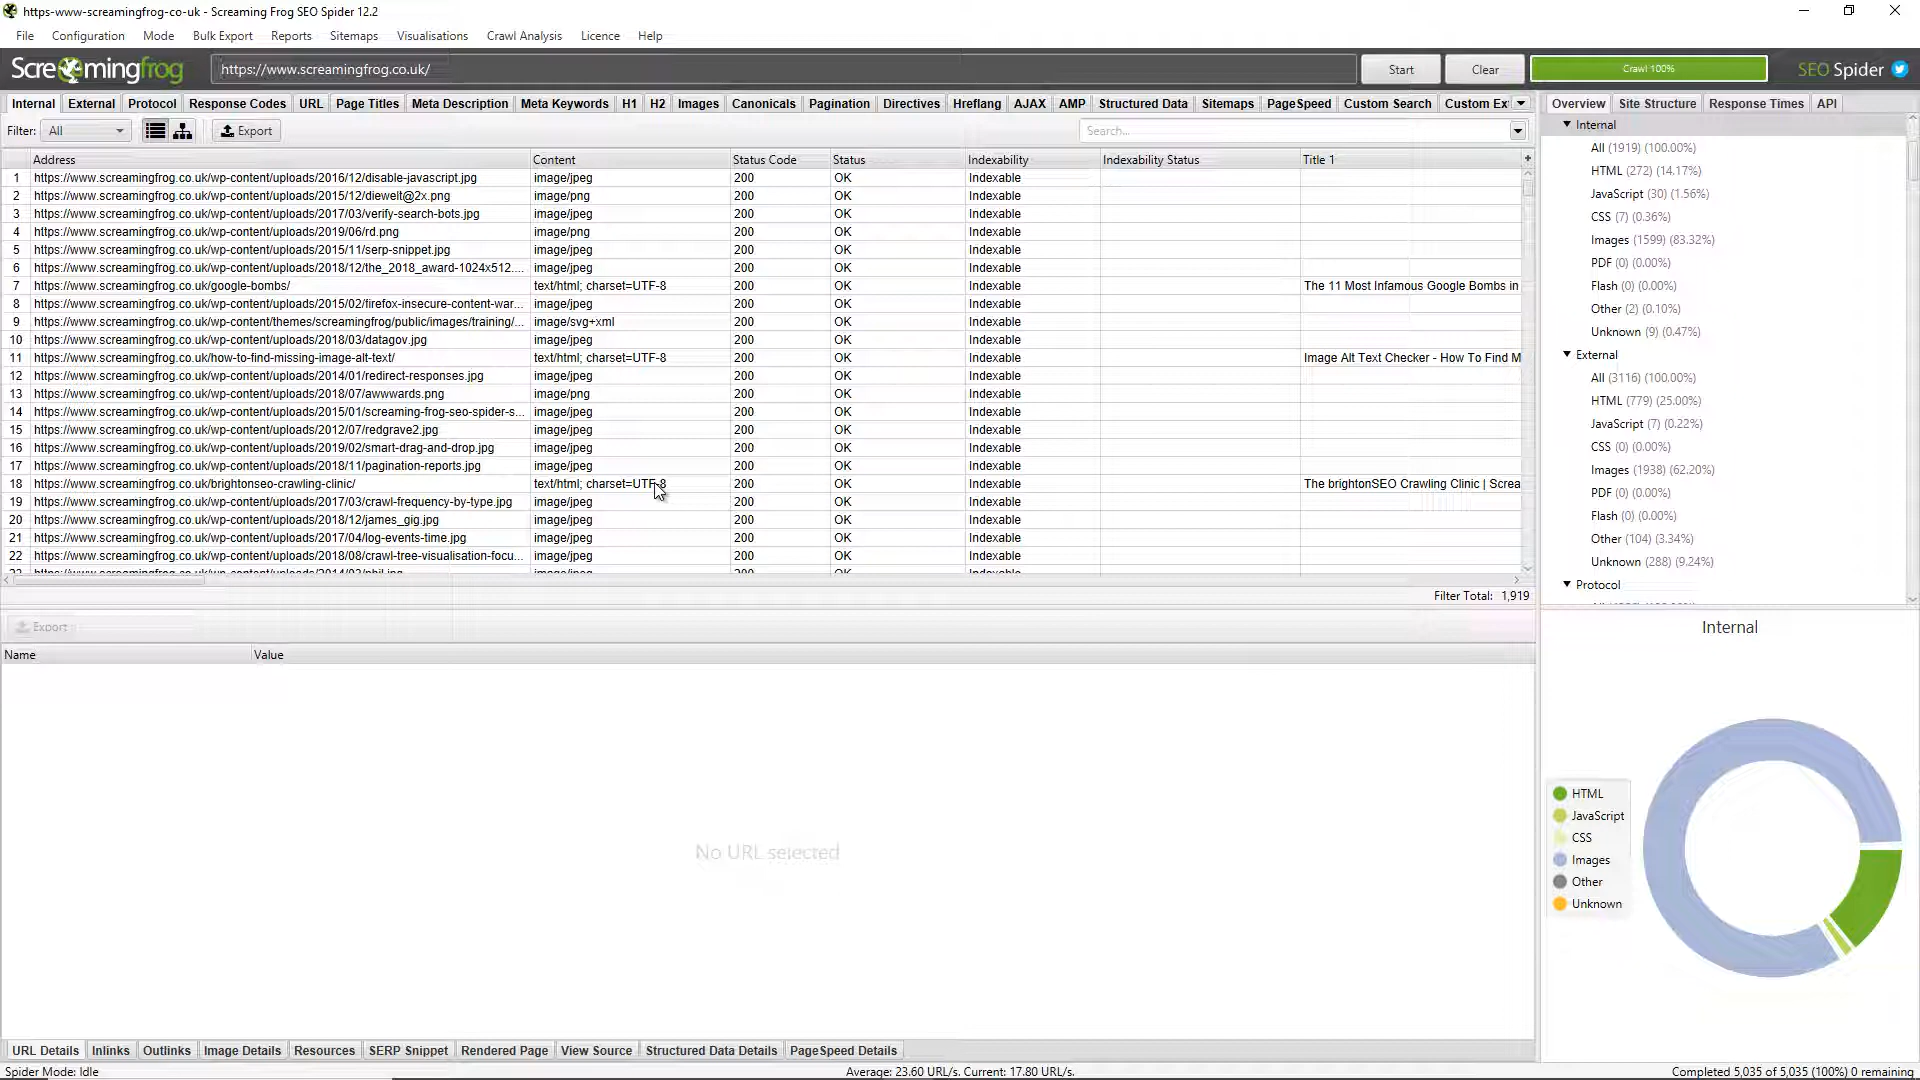 https-www-screamingfrog-co-uk - Screaming Frog SEO Spider 12.2
File Configuration Mode Bulk Export Reports Sitemaps Visualisations Crawl Analysis Licence Help
Screamingfrog https://www.screamingfrog.co.uk/ Start Clear Crawl 100% SEO Spider
Internal External Protocol Response Codes URL Page Titles Meta Description Meta Keywords H1 H2 Images Canonicals Pagination Directives Hreflang AJAX AMP Structured Data Sitemaps PageSpeed Custom Search Custom Ex
Filter: All Export Search...
Address Content Status Code Status Indexability Indexability Status Title 1 +
1 https://www.screamingfrog.co.uk/wp-content/uploads/2016/12/disable-javascript.jpg image/jpeg 200 OK Indexable
2 https://www.screamingfrog.co.uk/wp-content/uploads/2015/12/diewelt@2x.png image/png 200 OK Indexable
3 https://www.screamingfrog.co.uk/wp-content/uploads/2017/03/verify-search-bots.jpg image/jpeg 200 OK Indexable
4 https://www.screamingfrog.co.uk/wp-content/uploads/2019/06/rd.png image/png 200 OK Indexable
5 https://www.screamingfrog.co.uk/wp-content/uploads/2015/11/serp-snippet.jpg image/jpeg 200 OK Indexable
6 https://www.screamingfrog.co.uk/wp-content/uploads/2018/12/the_2018_award-1024x512.... image/jpeg 200 OK Indexable
7 https://www.screamingfrog.co.uk/google-bombs/ text/html; charset=UTF-8 200 OK Indexable The 11 Most Infamous Google Bombs in
8 https://www.screamingfrog.co.uk/wp-content/uploads/2015/02/firefox-insecure-content-war... image/jpeg 200 OK Indexable
9 https://www.screamingfrog.co.uk/wp-content/themes/screamingfrog/public/images/training/... image/svg+xml 200 OK Indexable
10 https://www.screamingfrog.co.uk/wp-content/uploads/2018/03/datagov.jpg image/jpeg 200 OK Indexable
11 https://www.screamingfrog.co.uk/how-to-find-missing-image-alt-text/ text/html; charset=UTF-8 200 OK Indexable Image Alt Text Checker - How To Find M
12 https://www.screamingfrog.co.uk/wp-content/uploads/2014/01/redirect-responses.jpg image/jpeg 200 OK Indexable
13 https://www.screamingfrog.co.uk/wp-content/uploads/2018/07/awwwards.png image/png 200 OK Indexable
14 https://www.screamingfrog.co.uk/wp-content/uploads/2015/01/screaming-frog-seo-spider-s... image/jpeg 200 OK Indexable
15 https://www.screamingfrog.co.uk/wp-content/uploads/2012/07/redgrave2.jpg image/jpeg 200 OK Indexable
16 https://www.screamingfrog.co.uk/wp-content/uploads/2019/02/smart-drag-and-drop.jpg image/jpeg 200 OK Indexable
17 https://www.screamingfrog.co.uk/wp-content/uploads/2018/11/pagination-reports.jpg image/jpeg 200 OK Indexable
18 https://www.screamingfrog.co.uk/brightonseo-crawling-clinic/ text/html; charset=UTF-8 200 OK Indexable The brightonSEO Crawling Clinic | Screa
19 https://www.screamingfrog.co.uk/wp-content/uploads/2017/03/crawl-frequency-by-type.jpg image/jpeg 200 OK Indexable
20 https://www.screamingfrog.co.uk/wp-content/uploads/2018/12/james_gig.jpg image/jpeg 200 OK Indexable
21 https://www.screamingfrog.co.uk/wp-content/uploads/2017/04/log-events-time.jpg image/jpeg 200 OK Indexable
22 https://www.screamingfrog.co.uk/wp-content/uploads/2018/08/crawl-tree-visualisation-focu... image/jpeg 200 OK Indexable
Filter Total: 1,919
Export
Name Value
No URL selected
URL Details Inlinks Outlinks Image Details Resources SERP Snippet Rendered Page View Source Structured Data Details PageSpeed Details
Overview Site Structure Response Times API
Internal
All (1919) (100.00%)
HTML (272) (14.17%)
JavaScript (30) (1.56%)
CSS (7) (0.36%)
Images (1599) (83.32%)
PDF (0) (0.00%)
Flash (0) (0.00%)
Other (2) (0.10%)
Unknown (9) (0.47%)
External
All (3116) (100.00%)
HTML (779) (25.00%)
JavaScript (7) (0.22%)
CSS (0) (0.00%)
Images (1938) (62.20%)
PDF (0) (0.00%)
Flash (0) (0.00%)
Other (104) (3.34%)
Unknown (288) (9.24%)
Protocol
Internal
HTML
JavaScript
CSS
Images
Other
Unknown
Spider Mode: Idle Average: 23.60 URL/s. Current: 17.80 URL/s. Completed 5,035 of 5,035 (100%) 0 remaining